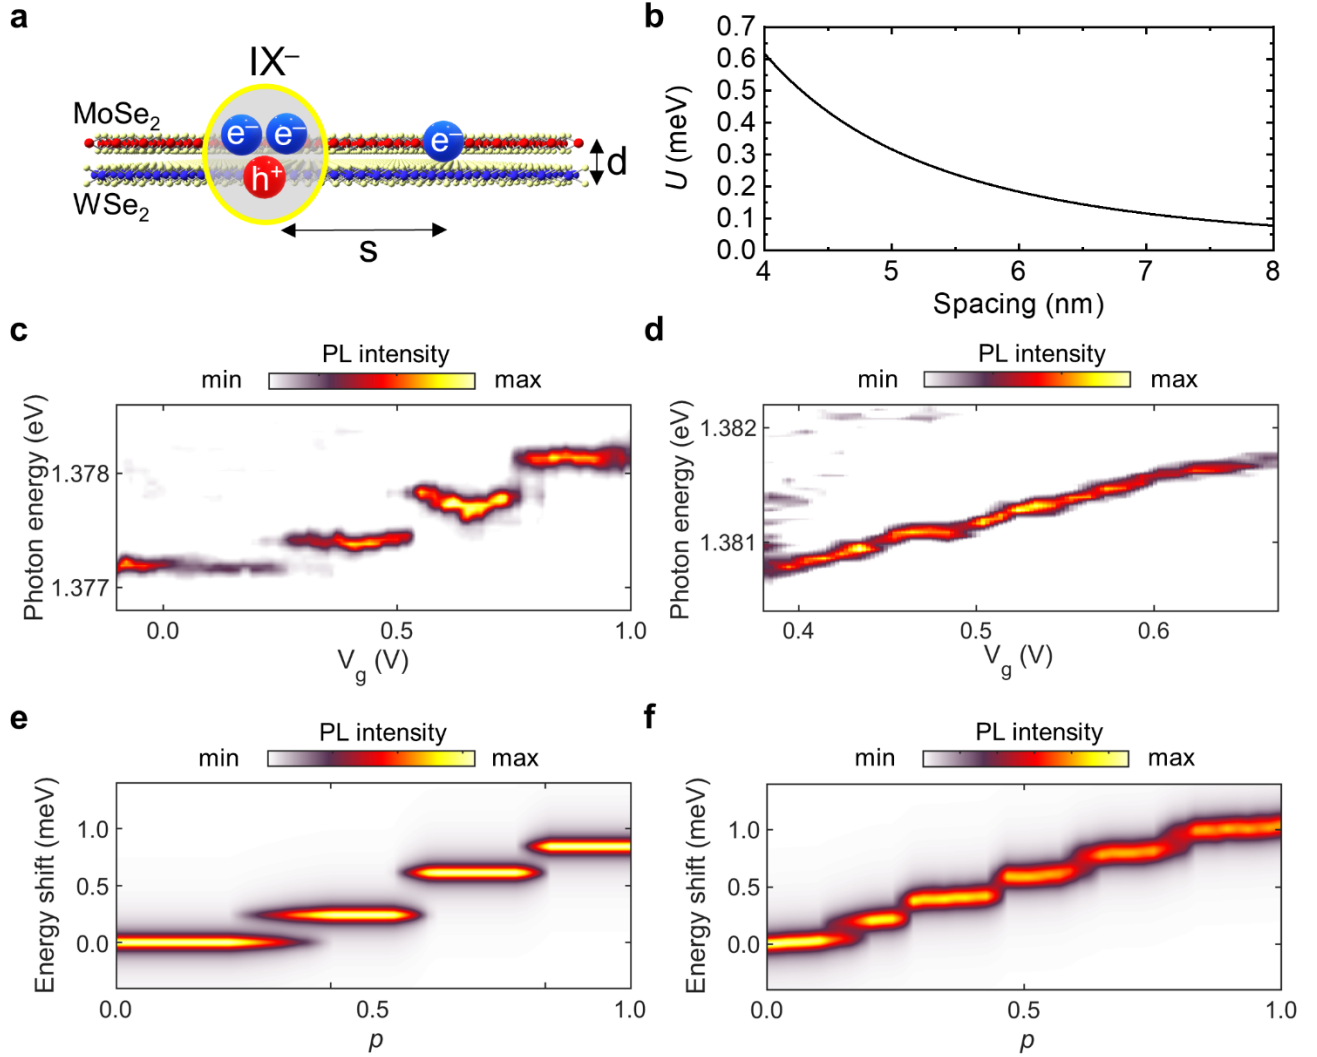 a
IX⁻
MoSe₂
e⁻ e⁻ e⁻
h⁺
d
WSe₂
s
b
0.7
0.6
0.5
0.4
0.3
0.2
0.1
0.0
U (meV)
4 5 6 7 8
Spacing (nm)
c
PL intensity
min max
Photon energy (eV)
1.378
1.377
0.0 0.5 1.0
V_g (V)
d
PL intensity
min max
Photon energy (eV)
1.382
1.381
0.4 0.5 0.6
V_g (V)
e
PL intensity
min max
Energy shift (meV)
1.0
0.5
0.0
0.0 0.5 1.0
p
f
PL intensity
min max
Energy shift (meV)
1.0
0.5
0.0
0.0 0.5 1.0
p